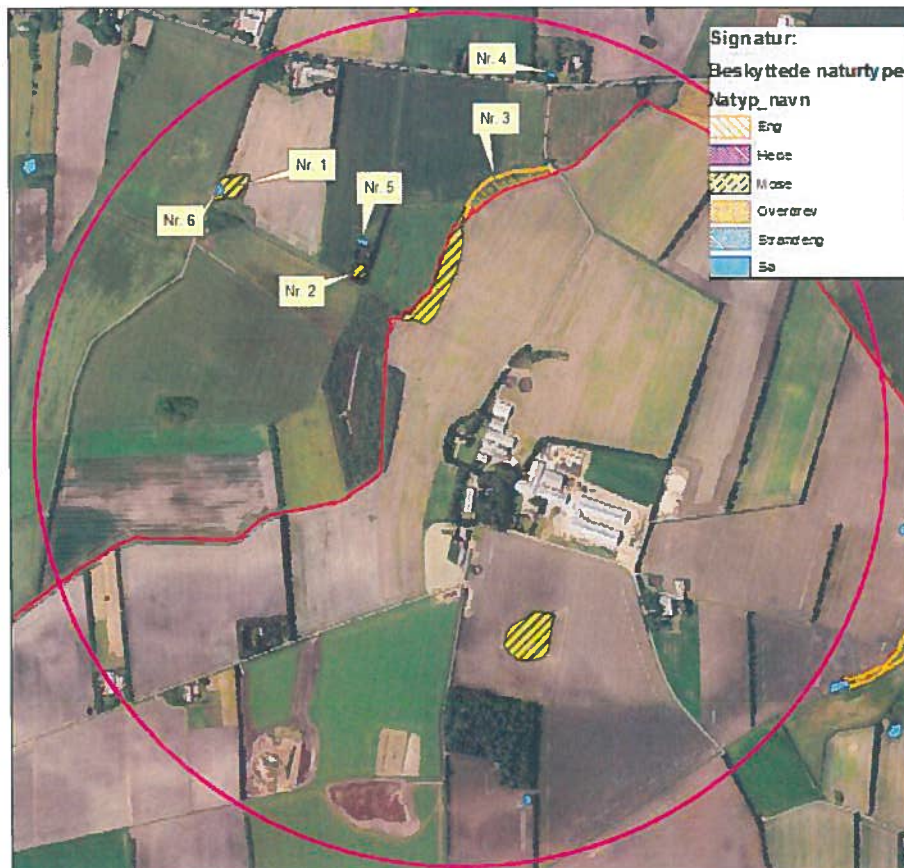 Nr. 4
Nr. 3
Nr. 1
Nr. 5
Nr. 6
Nr. 2
Signatur:
Beskyttede naturtype
Natyp_navn
Eng
Hede
Mose
Overdrev
Strandeng
Sø